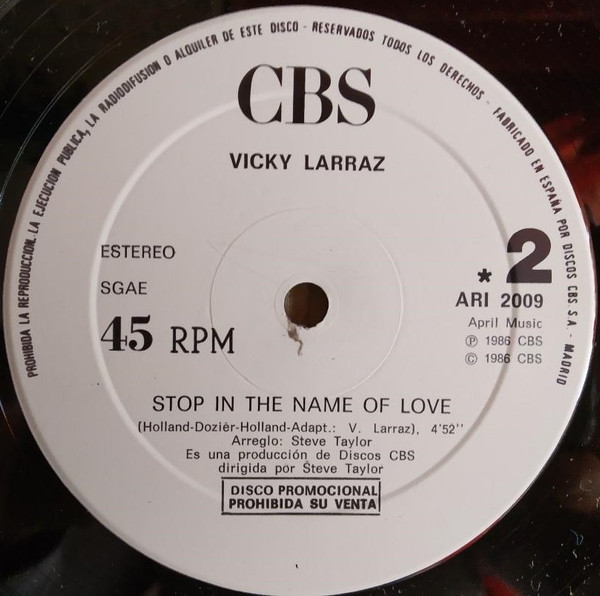 PROHIBIDA LA REPRODUCCION. LA EJECUCION PUBLICA, LA RADIODIFUSION O ALQUILER DE ESTE DISCO - RESERVADOS TODOS LOS DERECHOS - FABRICADO EN ESPAÑA POR DISCOS CBS S.A. - MADRID
CBS
VICKY LARRAZ
ESTEREO
SGAE
45 RPM
* 2
ARI 2009
April Music
℗ 1986 CBS
© 1986 CBS
STOP IN THE NAME OF LOVE
(Holland-Dozièr-Holland-Adapt.: V. Larraz), 4'52''
Arreglo: Steve Taylor
Es una producción de Discos CBS
dirigida por Steve Taylor
DISCO PROMOCIONAL
PROHIBIDA SU VENTA